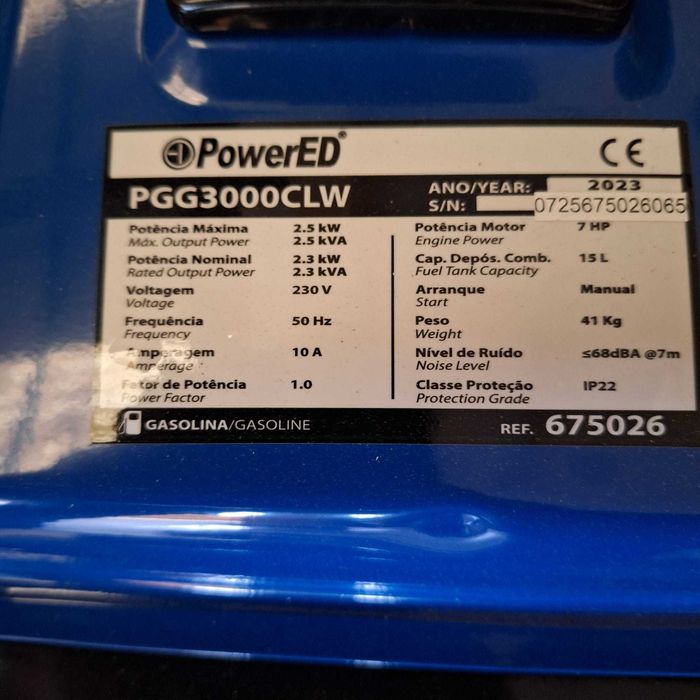 PowerED®
CE
PGG3000CLW
ANO/YEAR: 2023
S/N: 0725675026065
Potência Máxima 2.5 kW
Máx. Output Power 2.5 kVA
Potência Nominal 2.3 kW
Rated Output Power 2.3 kVA
Voltagem 230 V
Voltage
Frequência 50 Hz
Frequency
Amperagem 10 A
Amperage
Fator de Potência 1.0
Power Factor
Potência Motor 7 HP
Engine Power
Cap. Depós. Comb. 15 L
Fuel Tank Capacity
Arranque Manual
Start
Peso 41 Kg
Weight
Nível de Ruído ≤68dBA @7m
Noise Level
Classe Proteção IP22
Protection Grade
GASOLINA/GASOLINE
REF. 675026